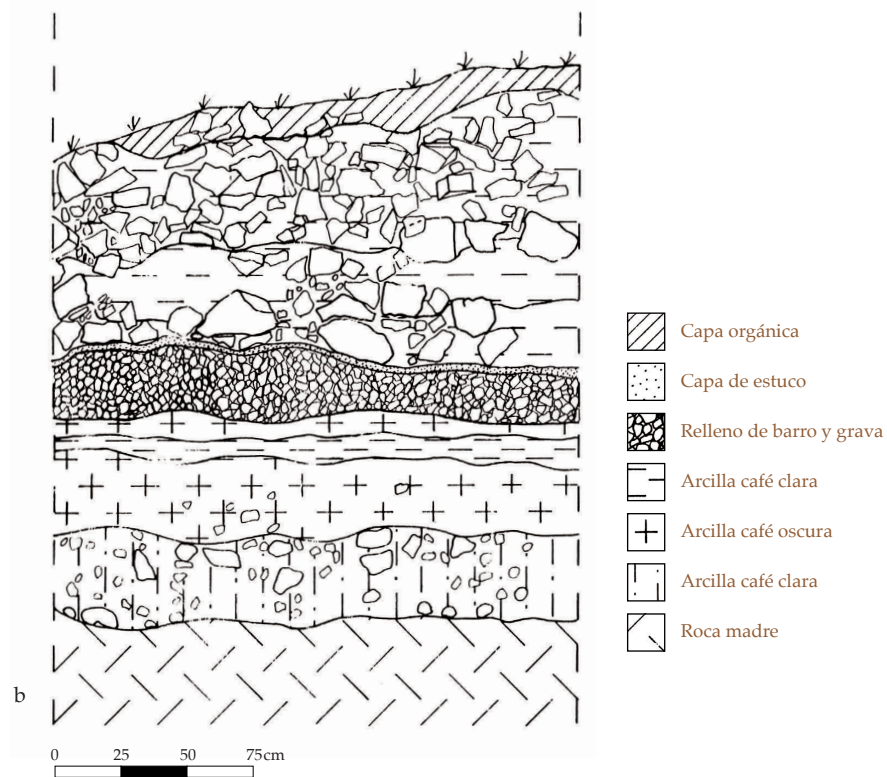 Capa orgánica
Capa de estuco
Relleno de barro y grava
Arcilla café clara
Arcilla café oscura
Arcilla café clara
Roca madre
b
0 25 50 75cm